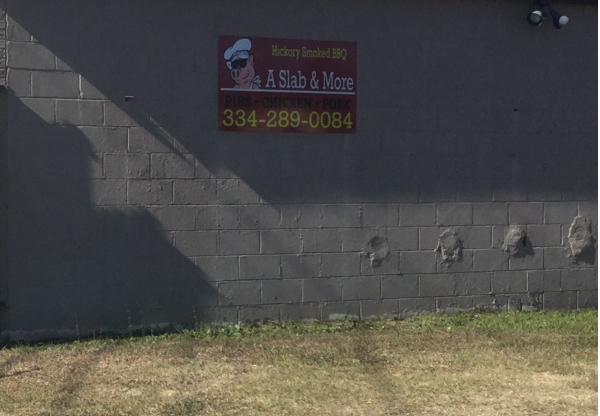 Hickory Smoked BBQ
A Slab & More
RIBS • CHICKEN • PORK
334-289-0084